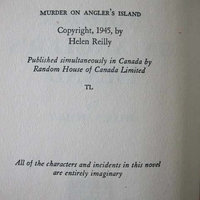 MURDER ON ANGLER'S ISLAND
Copyright, 1945, by
Helen Reilly
Published simultaneously in Canada by
Random House of Canada Limited
TL
All of the characters and incidents in this novel
are entirely imaginary